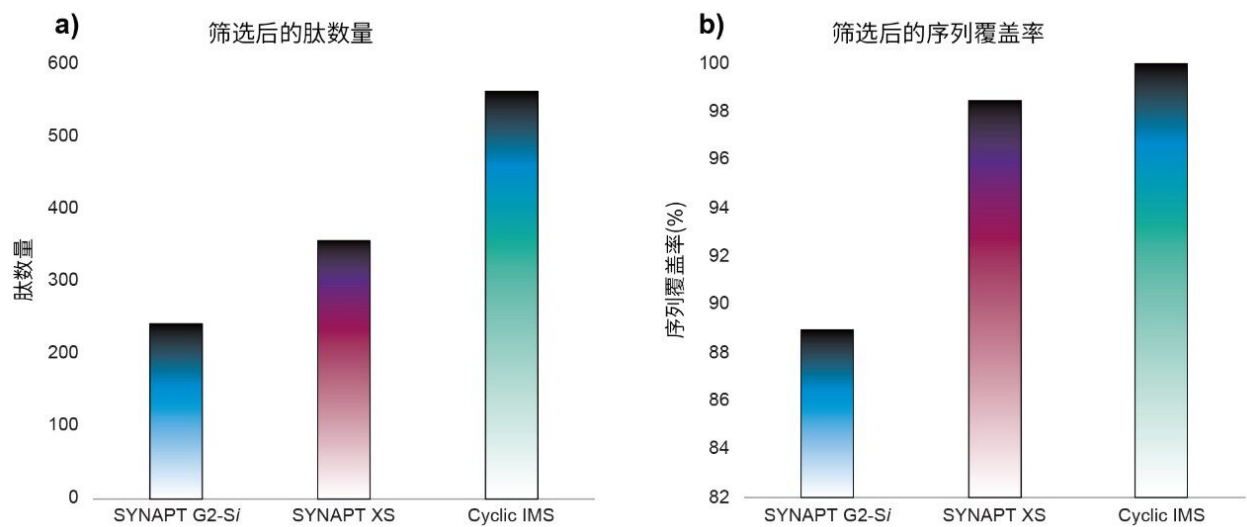 a)
筛选后的肽数量
600
500
400
300
200
100
0
肽数量
SYNAPT G2-Si
SYNAPT XS
Cyclic IMS
b)
筛选后的序列覆盖率
100
98
96
94
92
90
88
86
84
82
序列覆盖率(%)
SYNAPT G2-Si
SYNAPT XS
Cyclic IMS